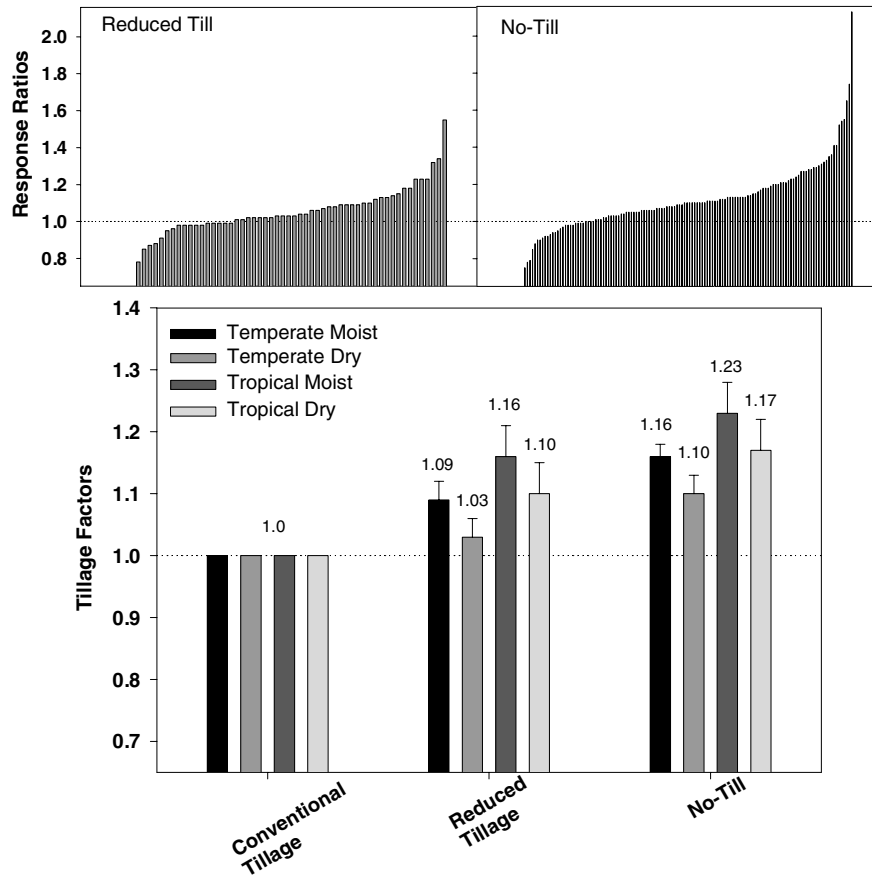 Reduced Till
No-Till
Response Ratios
2.0
1.8
1.6
1.4
1.2
1.0
0.8
Temperate Moist
Temperate Dry
Tropical Moist
Tropical Dry
Tillage Factors
1.4
1.3
1.2
1.1
1.0
0.9
0.8
0.7
1.0
1.09
1.03
1.16
1.10
1.16
1.10
1.23
1.17
Conventional
Tillage
Reduced
Tillage
No-Till